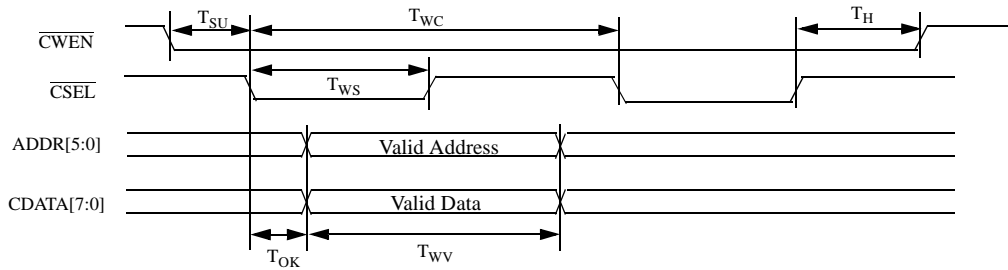 T_SU T_WC T_H
CWEN
T_WS
CSEL
ADDR[5:0] Valid Address
CDATA[7:0] Valid Data
T_OK T_WV